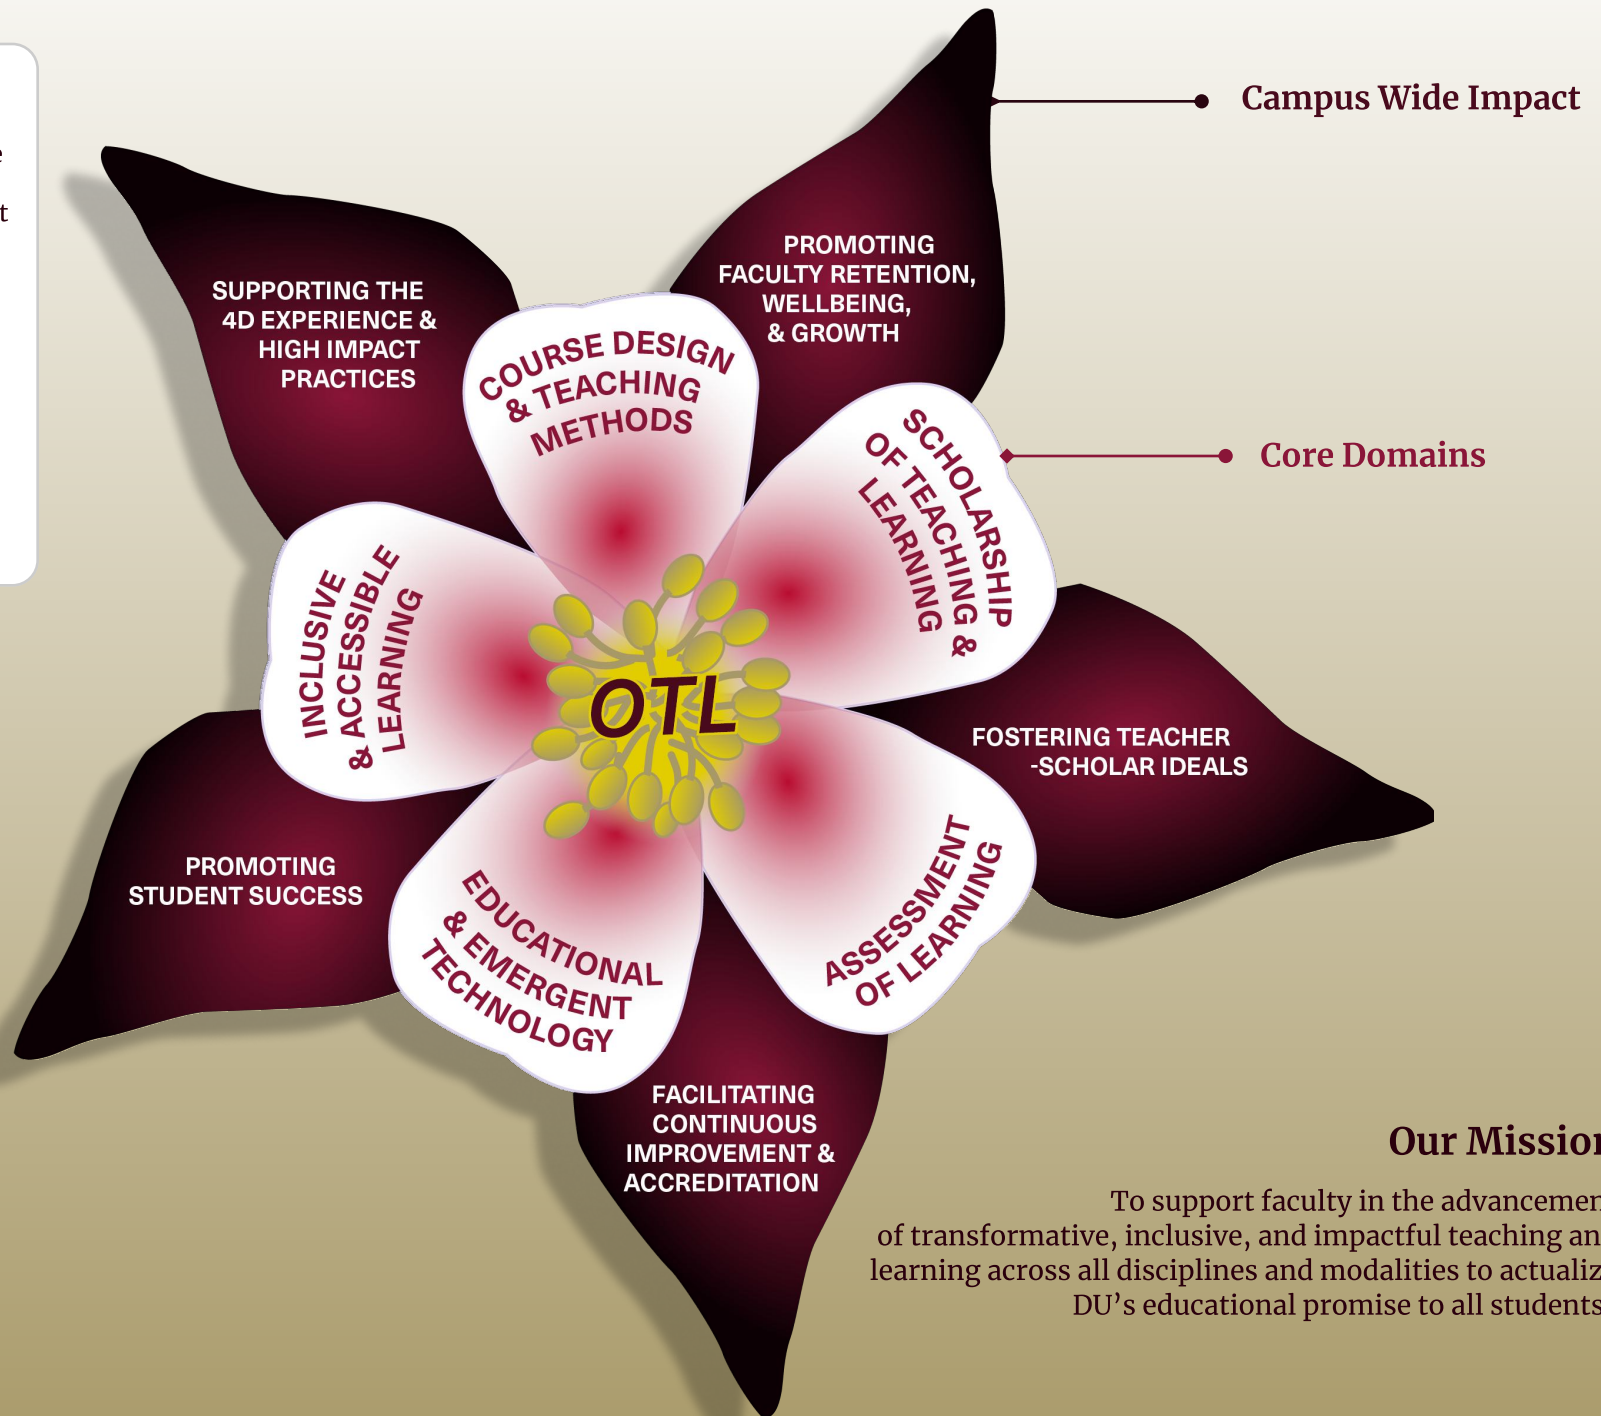 Campus Wide Impact
PROMOTING
FACULTY RETENTION,
WELLBEING,
& GROWTH
SUPPORTING THE
4D EXPERIENCE &
HIGH IMPACT
PRACTICES
COURSE DESIGN
& TEACHING
METHODS
SCHOLARSHIP
OF TEACHING &
LEARNING
Core Domains
INCLUSIVE
& ACCESSIBLE
LEARNING
OTL
FOSTERING TEACHER
-SCHOLAR IDEALS
PROMOTING
STUDENT SUCCESS
ASSESSMENT
OF LEARNING
EDUCATIONAL
& EMERGENT
TECHNOLOGY
FACILITATING
CONTINUOUS
IMPROVEMENT &
ACCREDITATION
Our
To support faculty in the
of transformative, inclusive, and impactful teaching
learning across all disciplines and modalities to
DU’s educational promise to all students